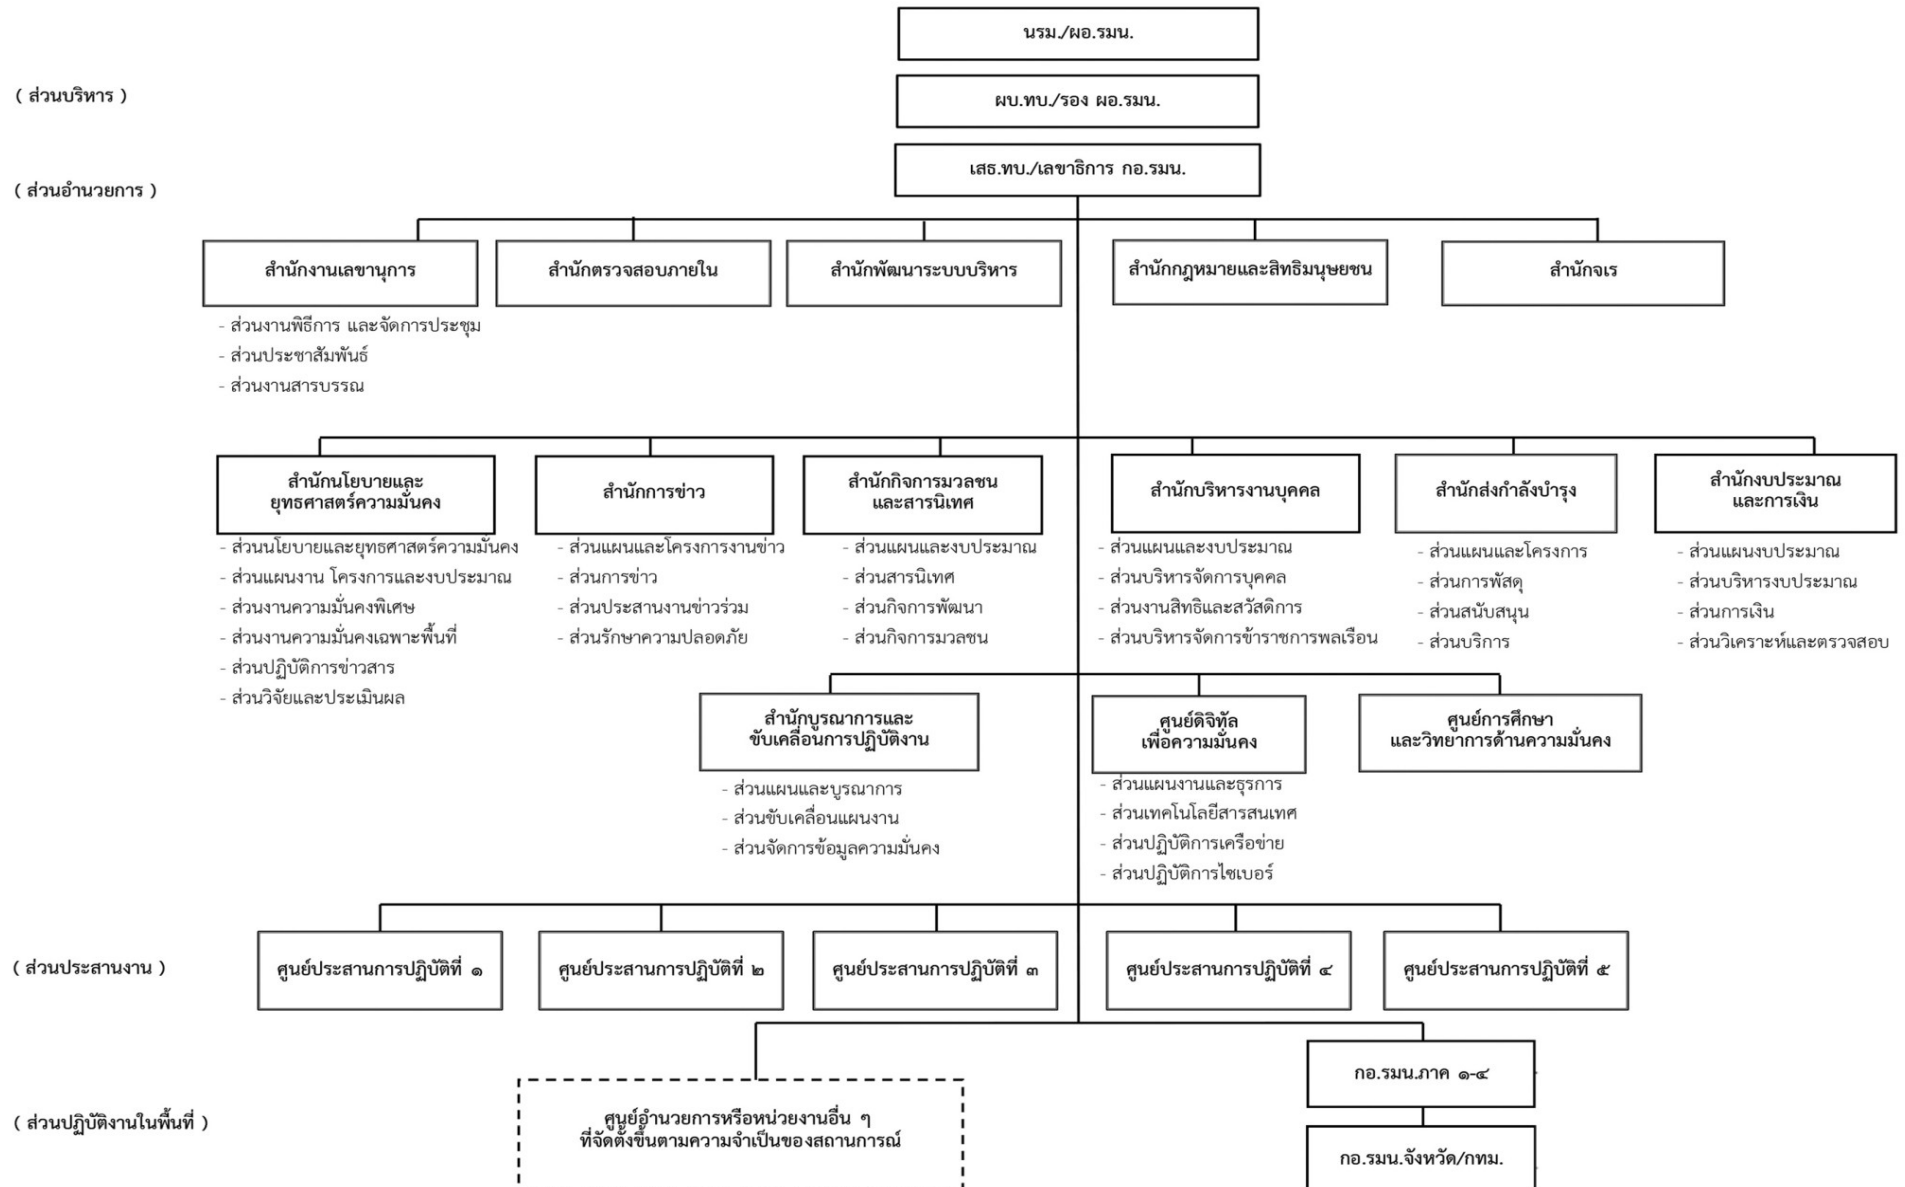 นรม./ผอ.รมน.
( ส่วนบริหาร )
ผบ.ทบ./รอง ผอ.รมน.
เสธ.ทบ./เลขาธิการ กอ.รมน.
( ส่วนอำนวยการ )
สำนักงานเลขานุการ
สำนักตรวจสอบภายใน
สำนักพัฒนาระบบบริหาร
สำนักกฎหมายและสิทธิมนุษยชน
สำนักจเร
- ส่วนงานพิธีการ และจัดการประชุม
- ส่วนประชาสัมพันธ์
- ส่วนงานสารบรรณ
สำนักนโยบายและ
ยุทธศาสตร์ความมั่นคง
- ส่วนนโยบายและยุทธศาสตร์ความมั่นคง
- ส่วนแผนงาน โครงการและงบประมาณ
- ส่วนงานความมั่นคงพิเศษ
- ส่วนงานความมั่นคงเฉพาะพื้นที่
- ส่วนปฏิบัติการข่าวสาร
- ส่วนวิจัยและประเมินผล
สำนักการข่าว
- ส่วนแผนและโครงการงานข่าว
- ส่วนการข่าว
- ส่วนประสานงานข่าวร่วม
- ส่วนรักษาความปลอดภัย
สำนักกิจการมวลชน
และสารนิเทศ
- ส่วนแผนและงบประมาณ
- ส่วนสารนิเทศ
- ส่วนกิจการพัฒนา
- ส่วนกิจการมวลชน
สำนักบริหารงานบุคคล
- ส่วนแผนและงบประมาณ
- ส่วนบริหารจัดการบุคคล
- ส่วนงานสิทธิและสวัสดิการ
- ส่วนบริหารจัดการข้าราชการพลเรือน
สำนักส่งกำลังบำรุง
- ส่วนแผนและโครงการ
- ส่วนการพัสดุ
- ส่วนสนับสนุน
- ส่วนบริการ
สำนักงบประมาณ
และการเงิน
- ส่วนแผนงบประมาณ
- ส่วนบริหารงบประมาณ
- ส่วนการเงิน
- ส่วนวิเคราะห์และตรวจสอบ
สำนักบูรณาการและ
ขับเคลื่อนการปฏิบัติงาน
- ส่วนแผนและบูรณาการ
- ส่วนขับเคลื่อนแผนงาน
- ส่วนจัดการข้อมูลความมั่นคง
ศูนย์ดิจิทัล
เพื่อความมั่นคง
- ส่วนแผนงานและธุรการ
- ส่วนเทคโนโลยีสารสนเทศ
- ส่วนปฏิบัติการเครือข่าย
- ส่วนปฏิบัติการไซเบอร์
ศูนย์การศึกษา
และวิทยาการด้านความมั่นคง
( ส่วนประสานงาน )
ศูนย์ประสานการปฏิบัติที่ ๑
ศูนย์ประสานการปฏิบัติที่ ๒
ศูนย์ประสานการปฏิบัติที่ ๓
ศูนย์ประสานการปฏิบัติที่ ๔
ศูนย์ประสานการปฏิบัติที่ ๕
( ส่วนปฏิบัติงานในพื้นที่ )
ศูนย์อำนวยการหรือหน่วยงานอื่น ๆ
ที่จัดตั้งขึ้นตามความจำเป็นของสถานการณ์
กอ.รมน.ภาค ๑-๔
กอ.รมน.จังหวัด/กทม.